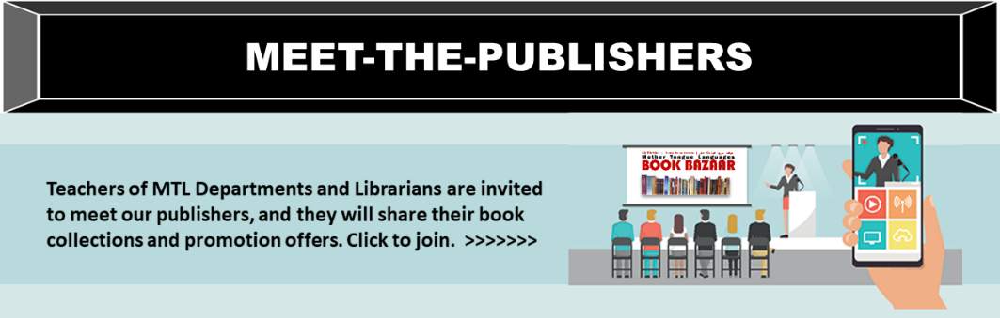 MEET-THE-PUBLISHERS
Mother Tongue Languages
BOOK BAZAAR
Teachers of MTL Departments and Librarians are invited
to meet our publishers, and they will share their book
collections and promotion offers. Click to join.  >>>>>>>